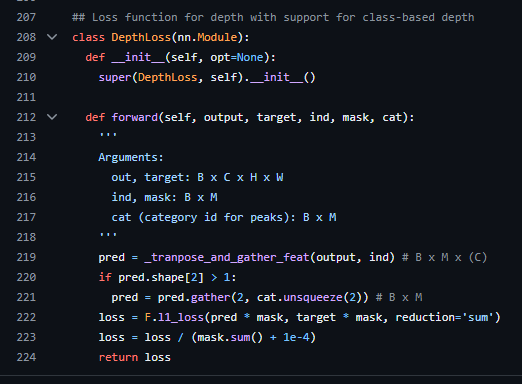 207 ## Loss function for depth with support for class-based depth
208 class DepthLoss(nn.Module):
209   def __init__(self, opt=None):
210     super(DepthLoss, self).__init__()
211
212   def forward(self, output, target, ind, mask, cat):
213     '''
214     Arguments:
215       out, target: B x C x H x W
216       ind, mask: B x M
217       cat (category id for peaks): B x M
218     '''
219     pred = _tranpose_and_gather_feat(output, ind) # B x M x (C)
220     if pred.shape[2] > 1:
221       pred = pred.gather(2, cat.unsqueeze(2)) # B x M
222     loss = F.l1_loss(pred * mask, target * mask, reduction='sum')
223     loss = loss / (mask.sum() + 1e-4)
224     return loss